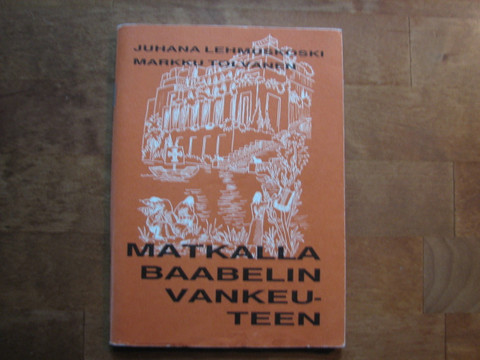 JUHANA LEHMUSKOSKI
MARKKU TOLVANEN
MATKALLA
BAABELIN
VANKEU-
TEEN